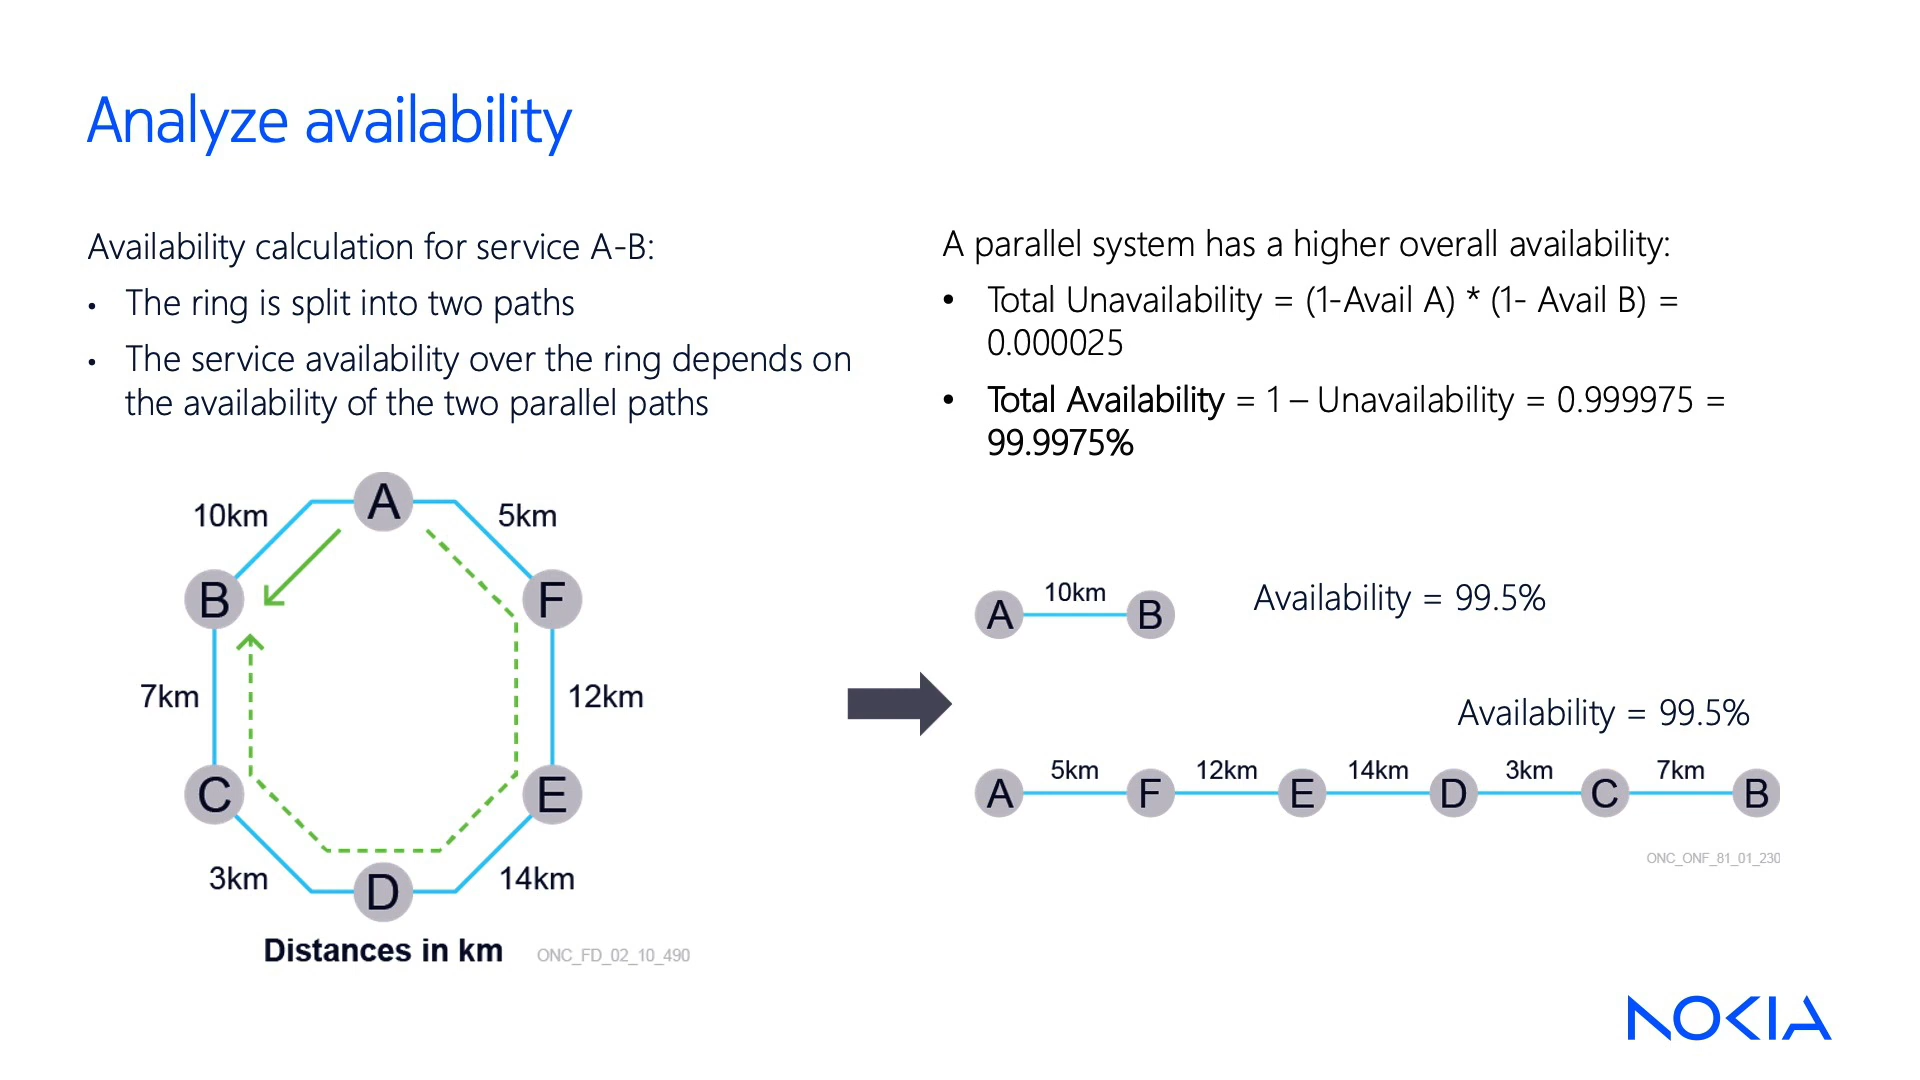 Analyze availability
Availability calculation for service A-B:
• The ring is split into two paths
• The service availability over the ring depends on
the availability of the two parallel paths
A parallel system has a higher overall availability:
• Total Unavailability = (1-Avail A) * (1- Avail B) =
0.000025
• Total Availability = 1 – Unavailability = 0.999975 =
99.9975%
A
10km
5km
B
F
7km
12km
C
E
3km
14km
D
Distances in km
ONC_FD_02_10_490
A 10km B
Availability = 99.5%
Availability = 99.5%
A 5km F 12km E 14km D 3km C 7km B
ONC_ONF_81_01_230
NOKIA